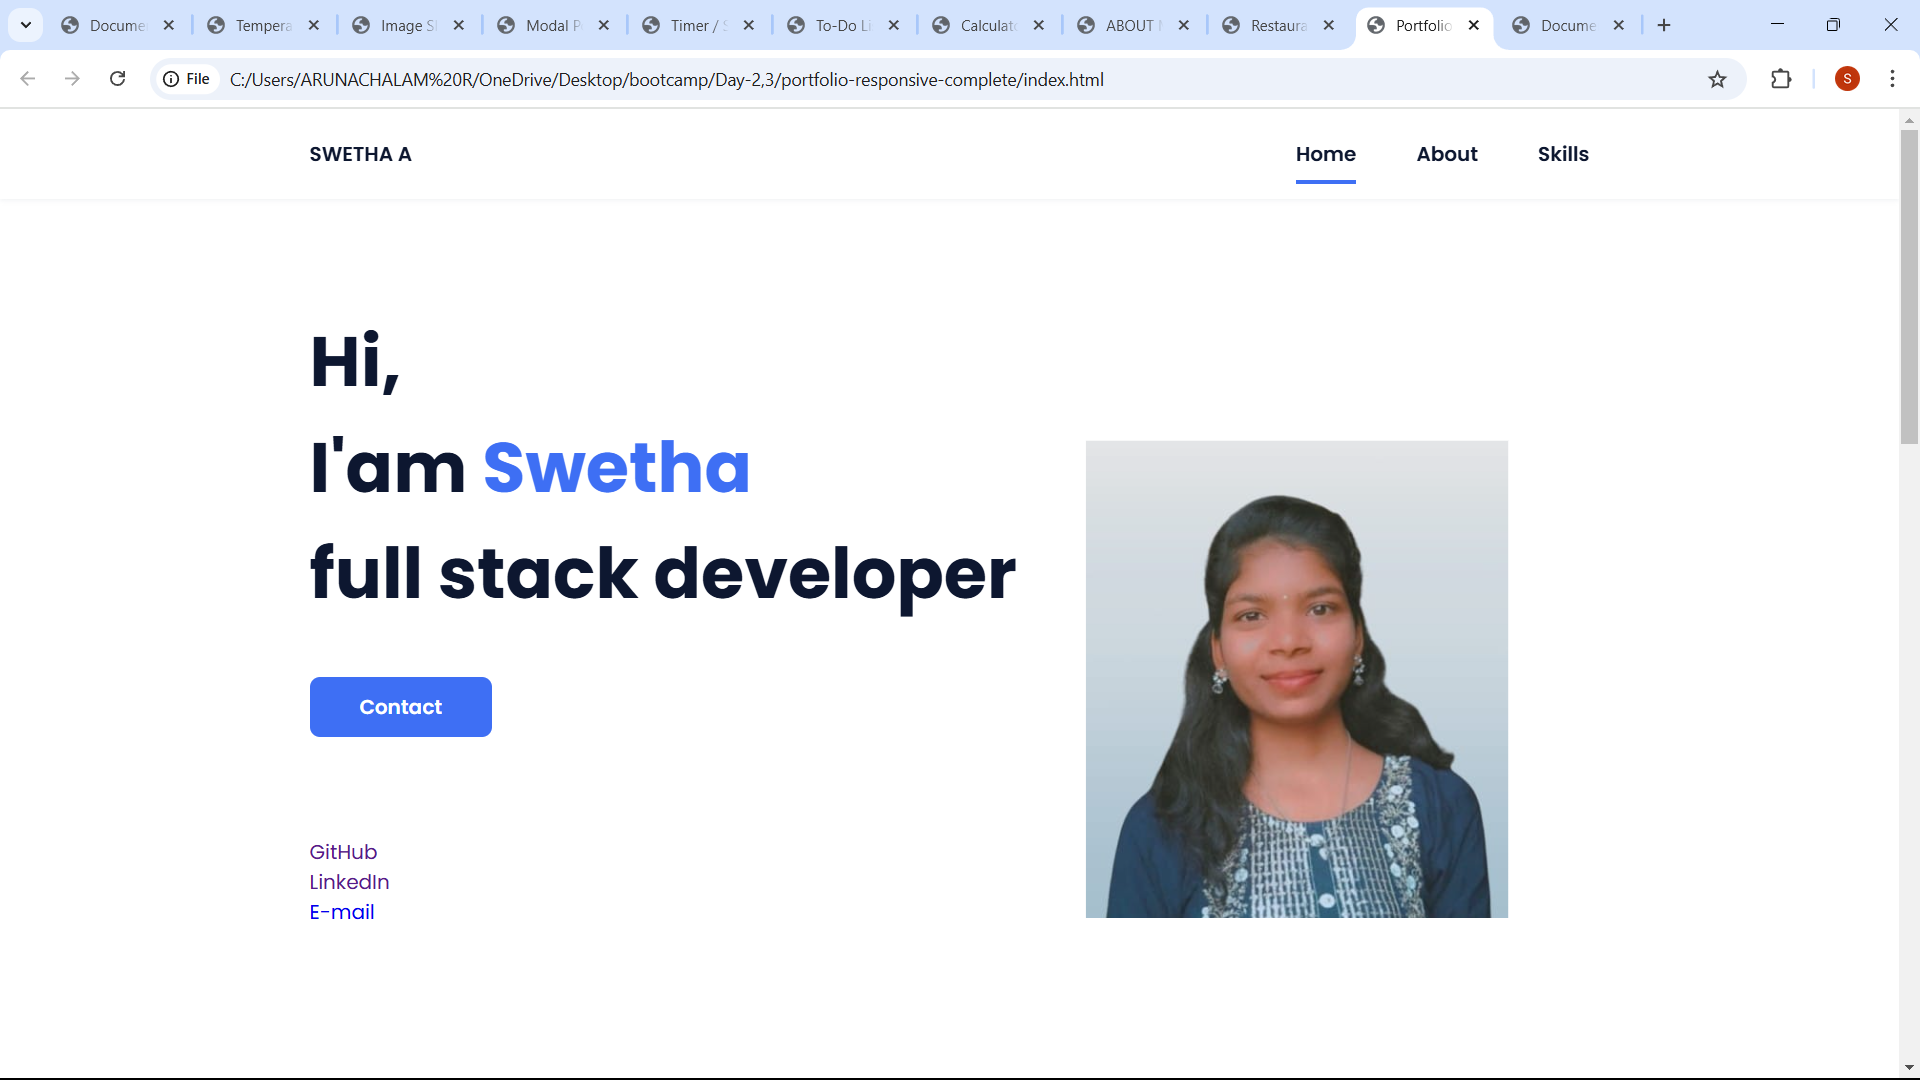 Docume
Tempera
Image Sl
Modal P
Timer / S
To-Do Li
Calculato
ABOUT M
Restaura
Portfolio
Docume
File
C:/Users/ARUNACHALAM%20R/OneDrive/Desktop/bootcamp/Day-2,3/portfolio-responsive-complete/index.html
S
SWETHA A
Home
About
Skills
Hi,
I'am Swetha
full stack developer
Contact
GitHub
LinkedIn
E-mail